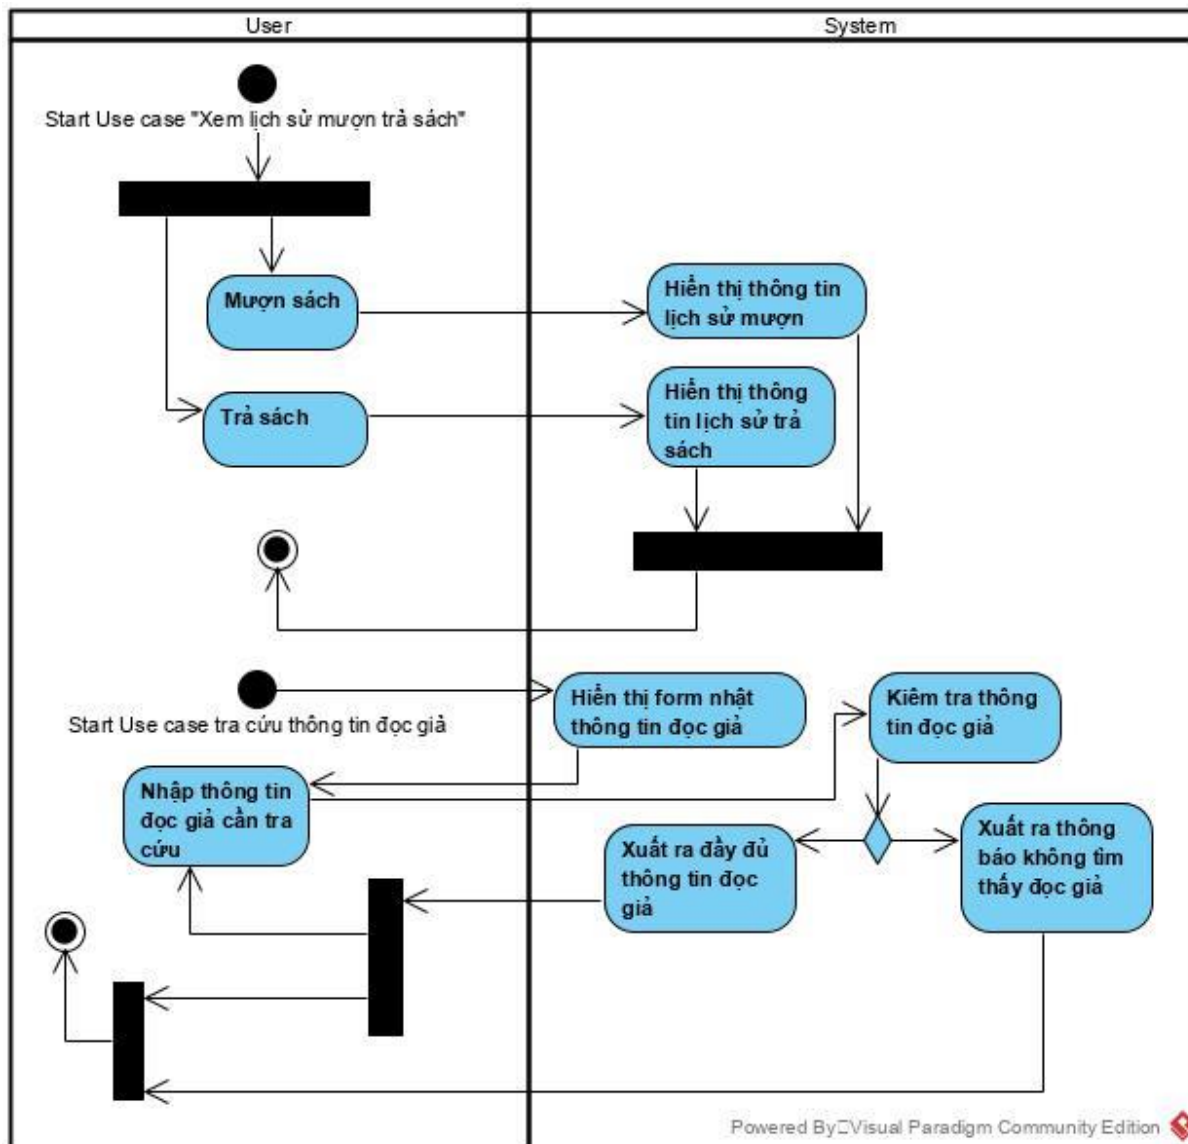 User
System
Start Use case "Xem lịch sử mượn trả sách"
Mượn sách
Hiển thị thông tin
lịch sử mượn
Trả sách
Hiển thị thông
tin lịch sử trả
sách
Start Use case tra cứu thông tin đọc giả
Hiển thị form nhật
thông tin đọc giả
Kiêm tra thông
tin đọc giả
Nhập thông tin
đọc giả cần tra
cứu
Xuất ra đầy đủ
thông tin đọc
giả
Xuất ra thông
báo không tìm
thấy đọc giả
Powered By Visual Paradigm Community Edition